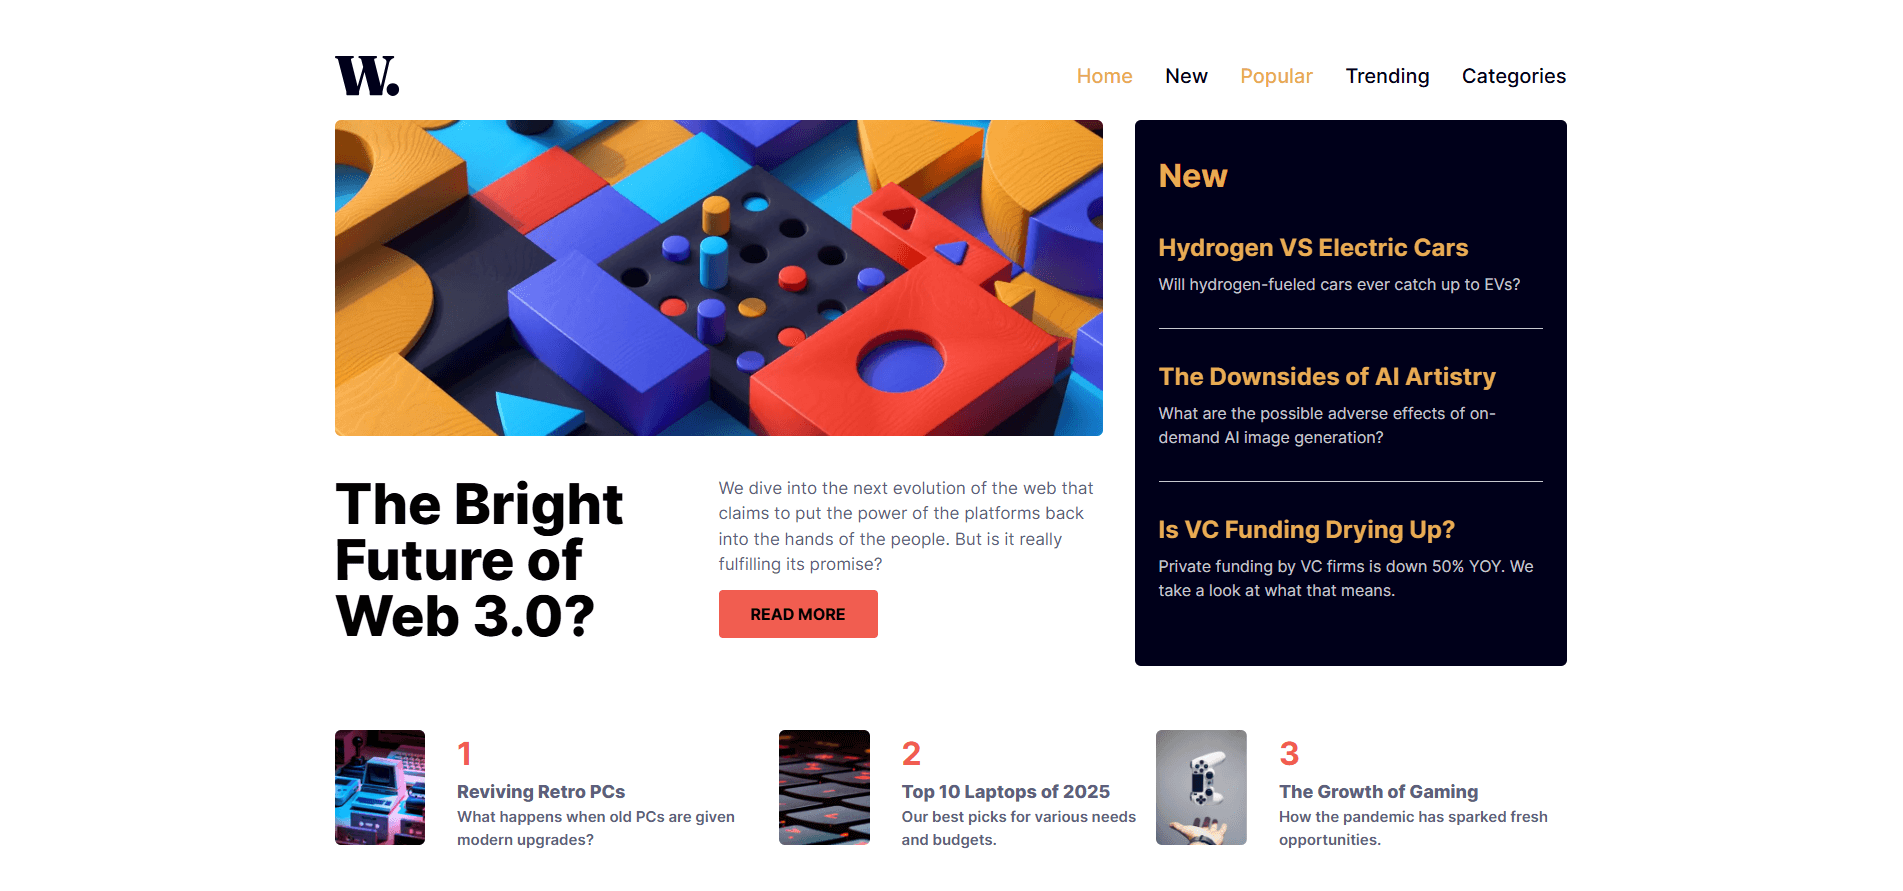 W.
Home New Popular Trending Categories
The Bright
Future of
Web 3.0?
We dive into the next evolution of the web that
claims to put the power of the platforms back
into the hands of the people. But is it really
fulfilling its promise?
READ MORE
New
Hydrogen VS Electric Cars
Will hydrogen-fueled cars ever catch up to EVs?
The Downsides of AI Artistry
What are the possible adverse effects of on-
demand AI image generation?
Is VC Funding Drying Up?
Private funding by VC firms is down 50% YOY. We
take a look at what that means.
1
Reviving Retro PCs
What happens when old PCs are given
modern upgrades?
2
Top 10 Laptops of 2025
Our best picks for various needs
and budgets.
3
The Growth of Gaming
How the pandemic has sparked fresh
opportunities.